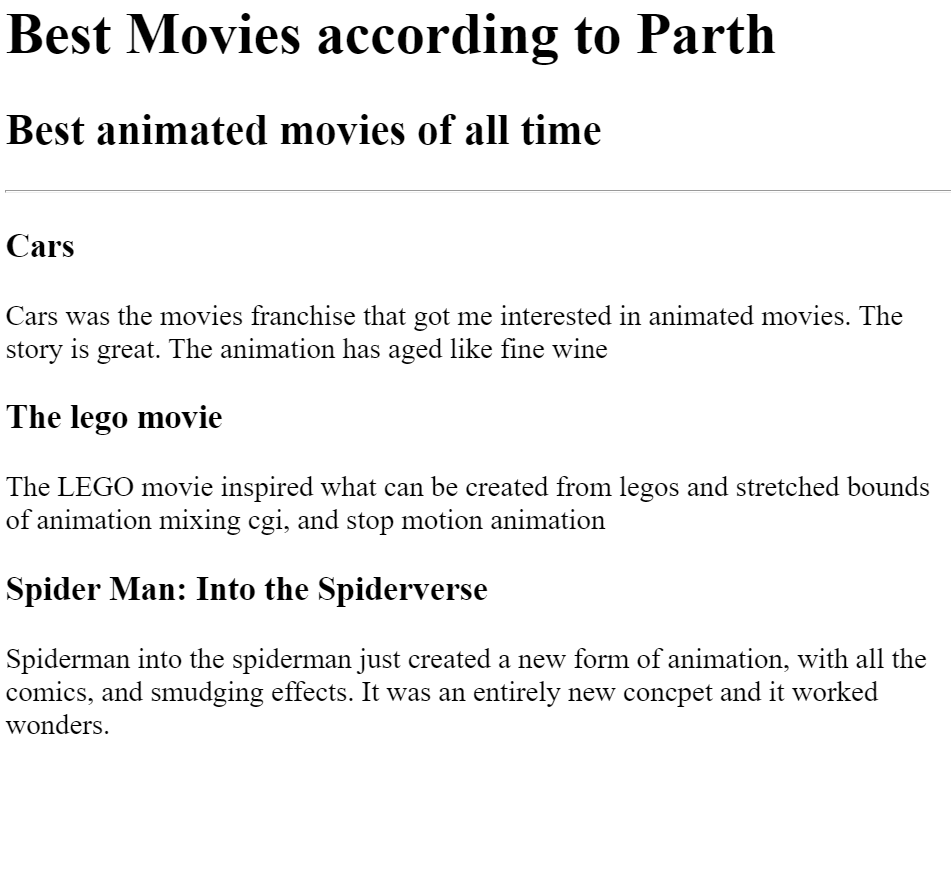 Best Movies according to Parth
Best animated movies of all time
Cars
Cars was the movies franchise that got me interested in animated movies. The
story is great. The animation has aged like fine wine
The lego movie
The LEGO movie inspired what can be created from legos and stretched bounds
of animation mixing cgi, and stop motion animation
Spider Man: Into the Spiderverse
Spiderman into the spiderman just created a new form of animation, with all the
comics, and smudging effects. It was an entirely new concpet and it worked
wonders.